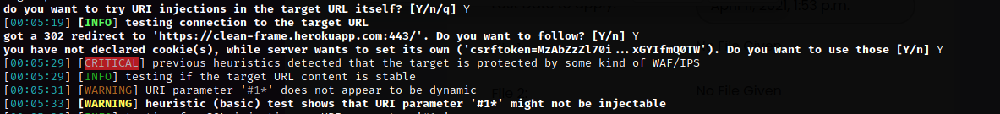 do you want to try URI injections in the target URL itself? [Y/n/q] Y
[00:05:19] [INFO] testing connection to the target URL
got a 302 redirect to 'https://clean-frame.herokuapp.com:443/'. Do you want to follow? [Y/n] Y
you have not declared cookie(s), while server wants to set its own ('csrftoken=MzAbZzZl70i...xGYIfmQ0TW'). Do you want to use those [Y/n] Y
[00:05:29] [CRITICAL] previous heuristics detected that the target is protected by some kind of WAF/IPS
[00:05:29] [INFO] testing if the target URL content is stable
[00:05:31] [WARNING] URI parameter '#1*' does not appear to be dynamic
[00:05:33] [WARNING] heuristic (basic) test shows that URI parameter '#1*' might not be injectable
2021, 1:53 p.m.
File Given
File 2:
No File Given